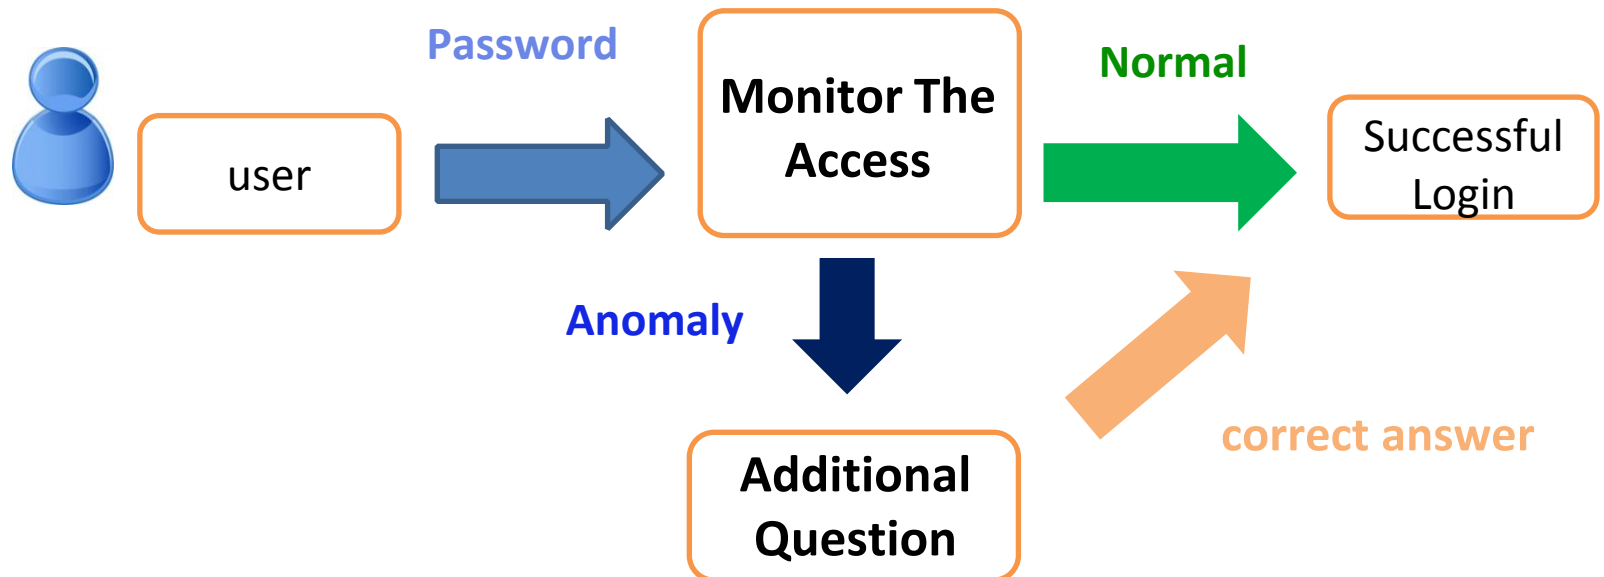 Password
Monitor The
Access
Normal
Successful
Login
user
Anomaly
correct answer
Additional
Question